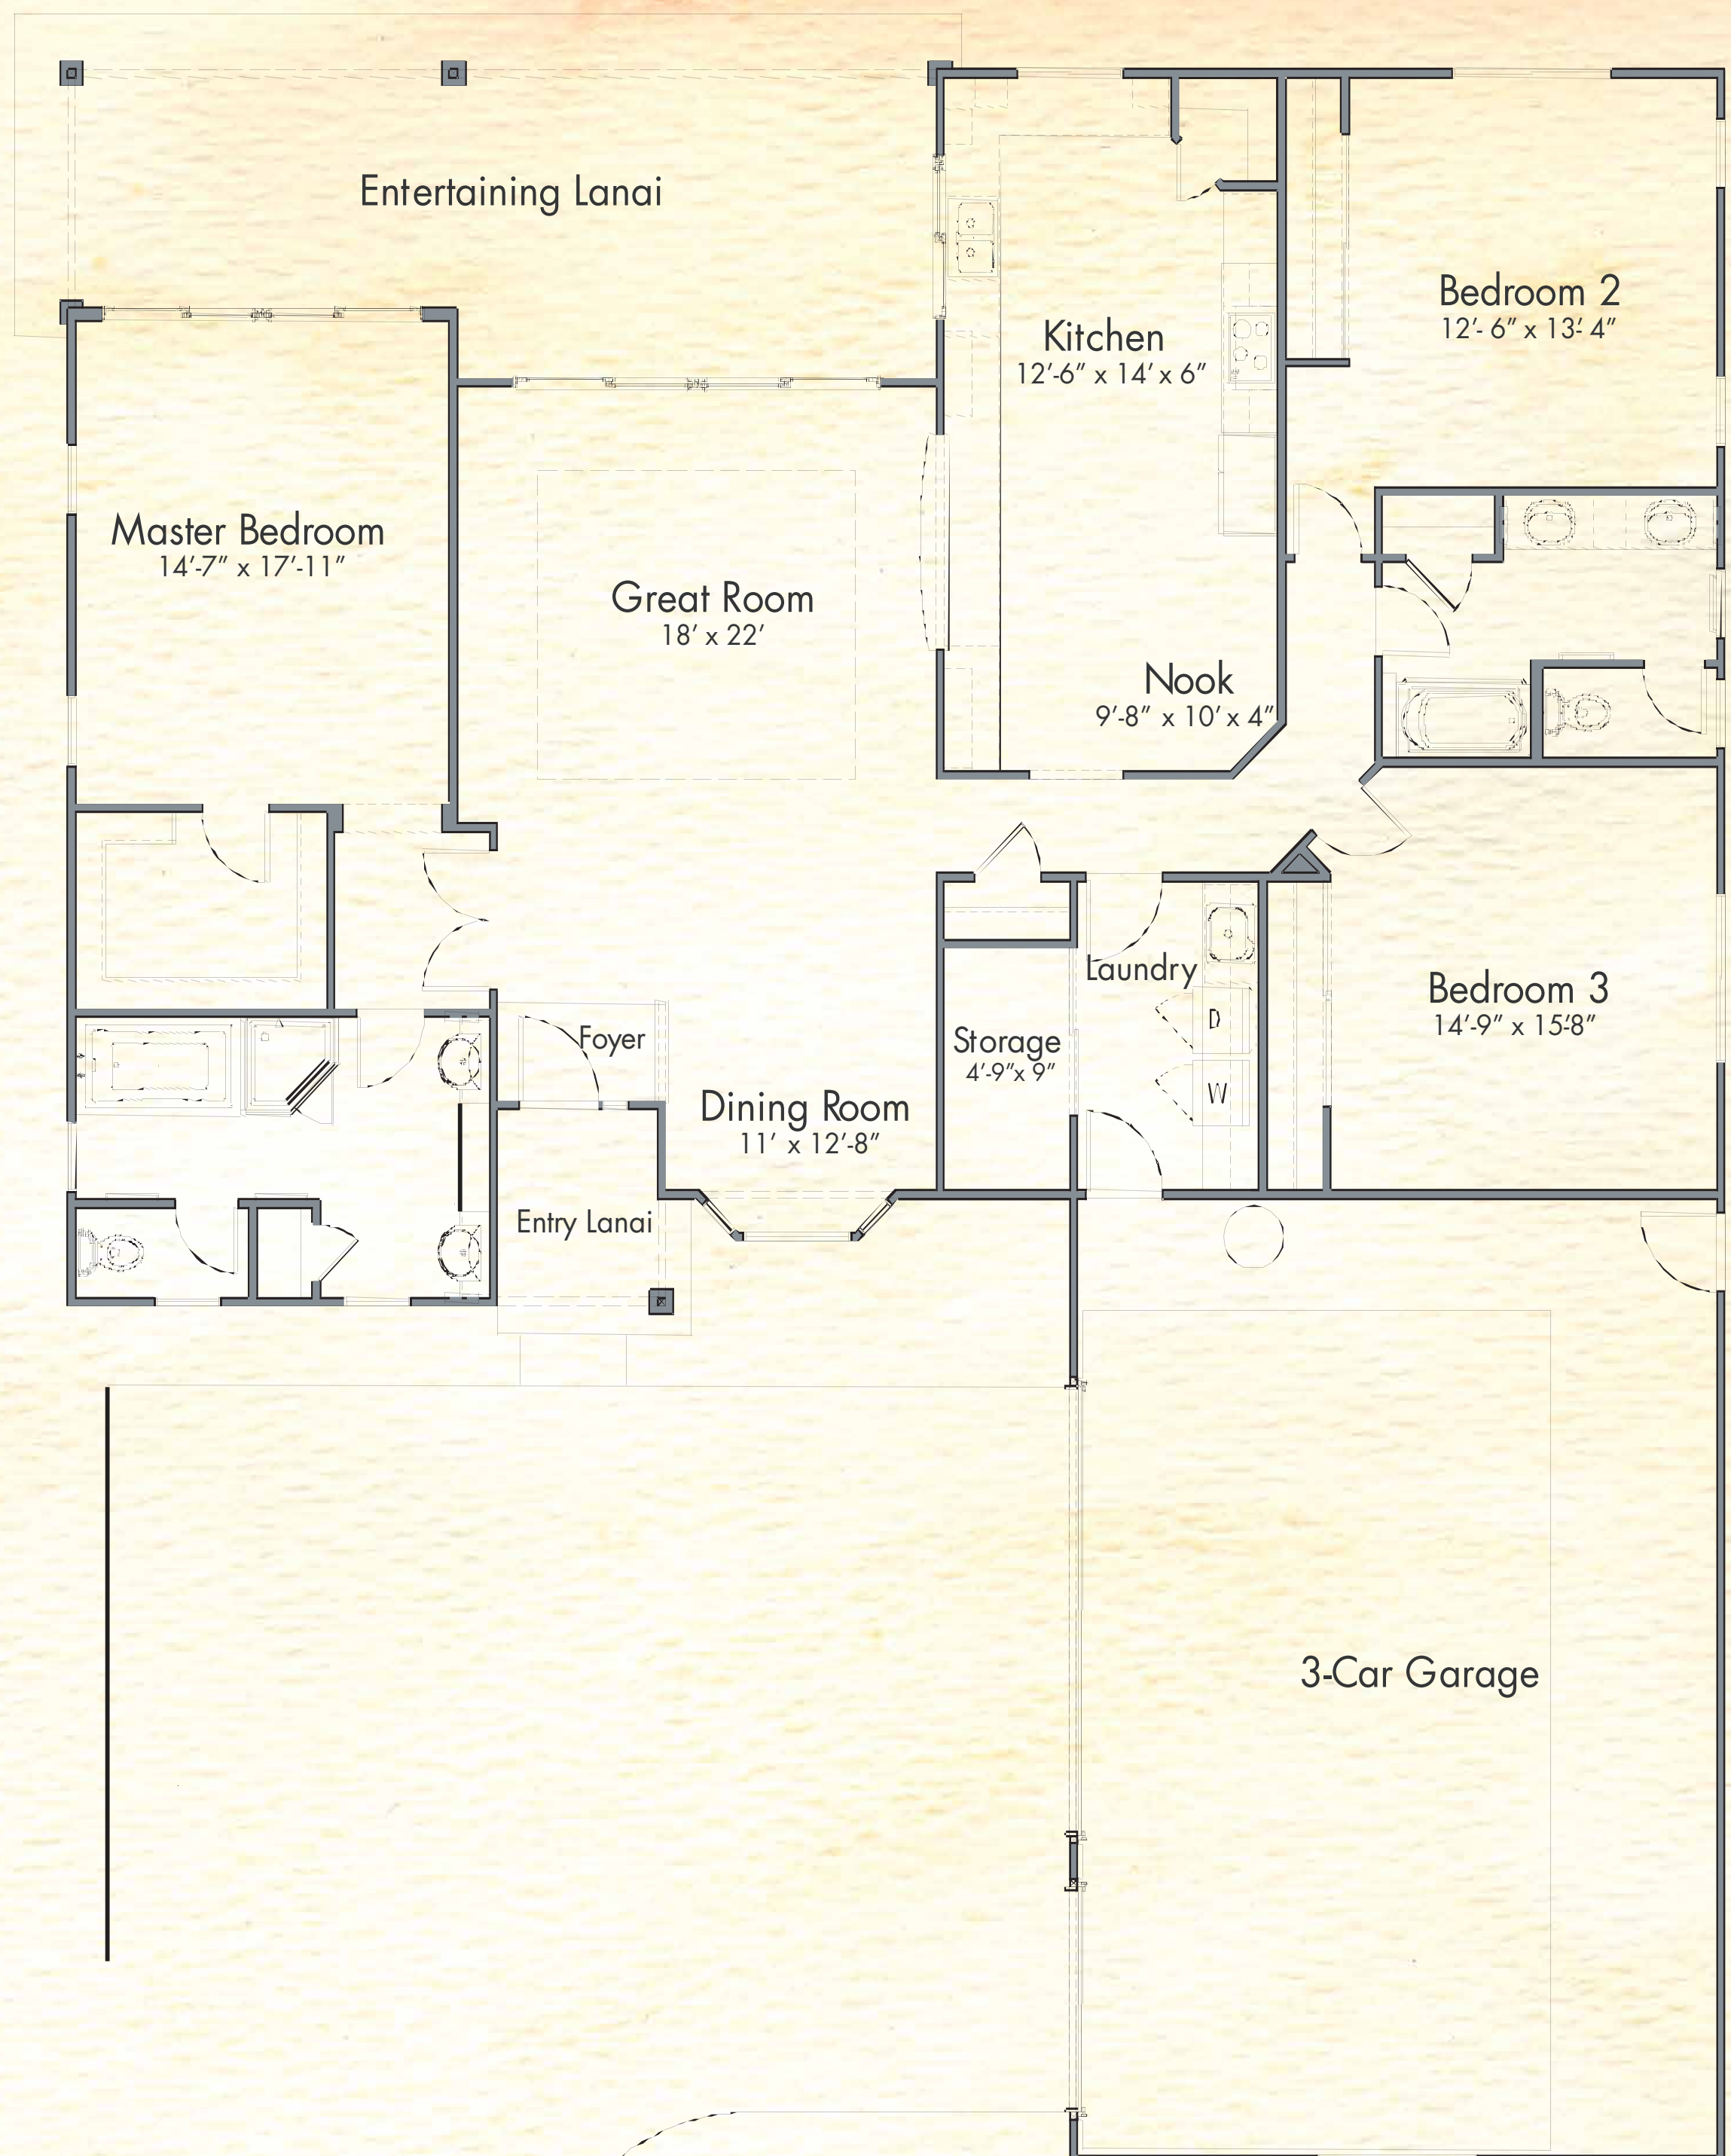 Entertaining Lanai
Bedroom 2
12'- 6" x 13'- 4"
Kitchen
12'-6" x 14' x 6"
Master Bedroom
14'-7" x 17'-11"
Great Room
18' x 22'
Nook
9'-8" x 10' x 4"
Laundry
Bedroom 3
14'-9" x 15'8"
D
Foyer
Storage
4'-9"x 9"
W
Dining Room
11' x 12'-8"
Entry Lanai
3-Car Garage